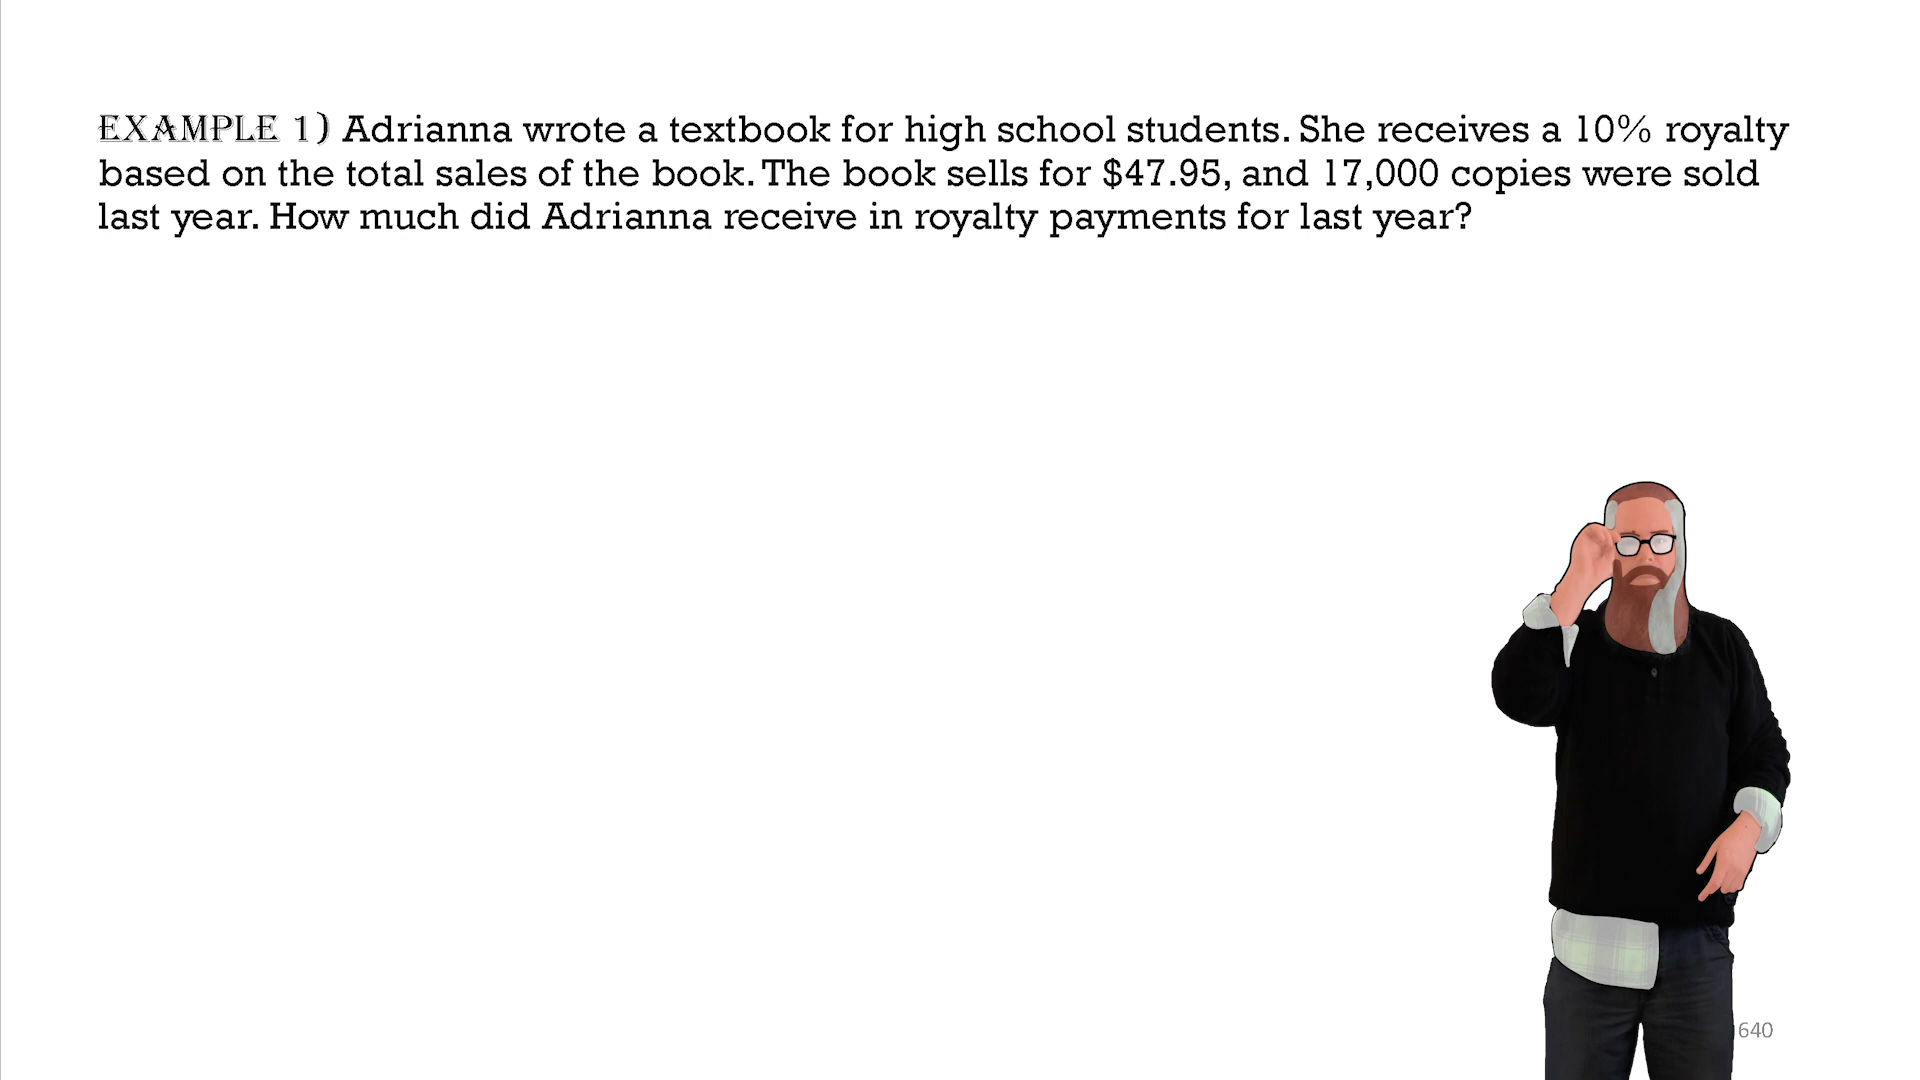 EXAMPLE 1) Adrianna wrote a textbook for high school students. She receives a 10% royalty
based on the total sales of the book. The book sells for $47.95, and 17,000 copies were sold
last year. How much did Adrianna receive in royalty payments for last year?
640